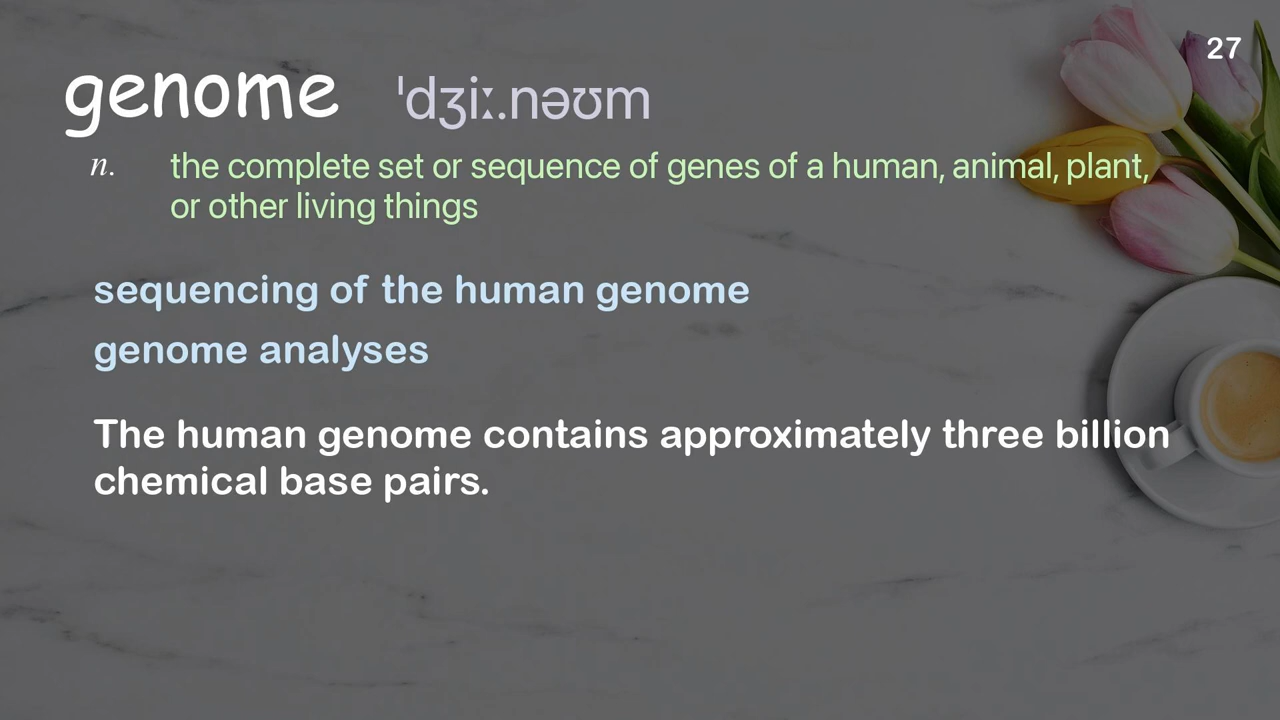 27
genome ˈdʒiː.nəʊm
n. the complete set or sequence of genes of a human, animal, plant,
or other living things
sequencing of the human genome
genome analyses
The human genome contains approximately three billion
chemical base pairs.